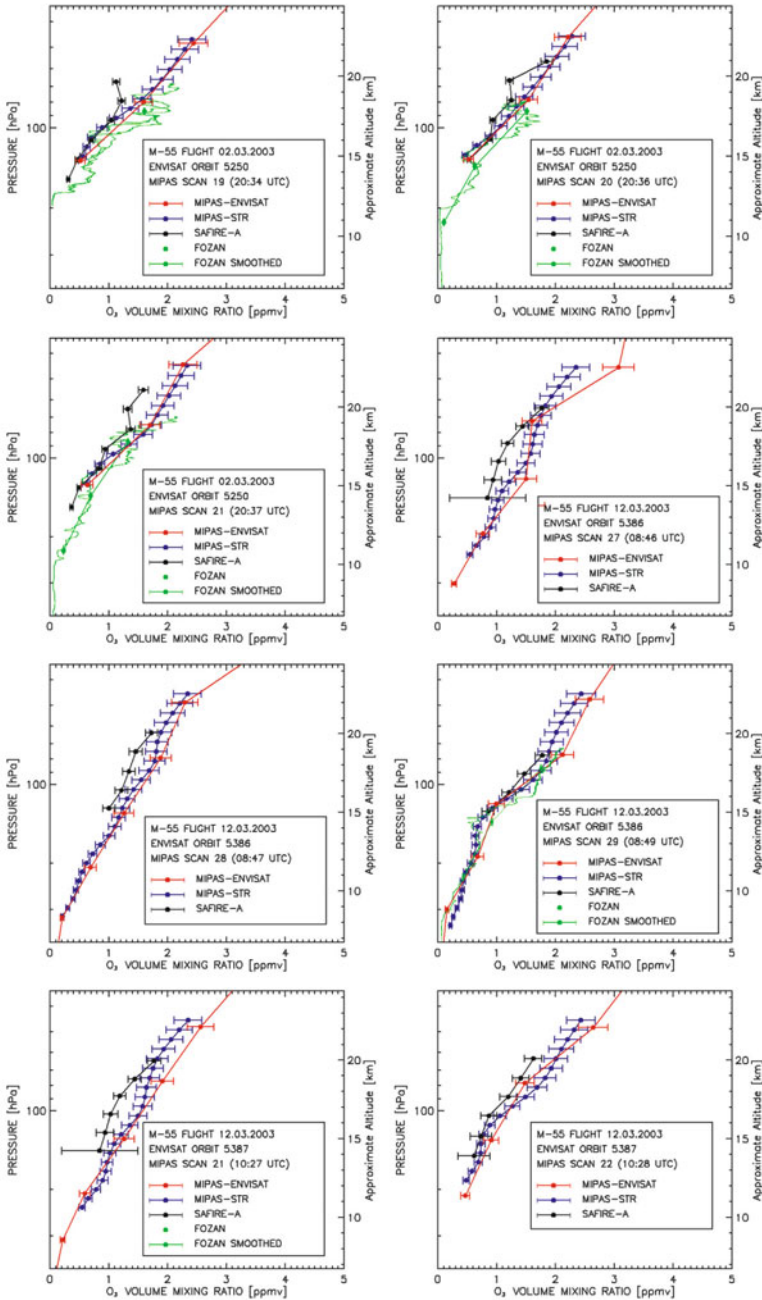 PRESSURE [hPa]
100
20
15
10
Approximate Altitude [km]
M-55 FLIGHT 02.03.2003
ENVISAT ORBIT 5250
MIPAS SCAN 19 (20:34 UTC)
MIPAS-ENVISAT
MIPAS-STR
SAFIRE-A
FOZAN
FOZAN SMOOTHED
0 1 2 3 4 5
O₃ VOLUME MIXING RATIO [ppmv]
PRESSURE [hPa]
100
20
15
10
Approximate Altitude [km]
M-55 FLIGHT 02.03.2003
ENVISAT ORBIT 5250
MIPAS SCAN 20 (20:36 UTC)
MIPAS-ENVISAT
MIPAS-STR
SAFIRE-A
FOZAN
FOZAN SMOOTHED
0 1 2 3 4 5
O₃ VOLUME MIXING RATIO [ppmv]
PRESSURE [hPa]
100
20
15
10
Approximate Altitude [km]
M-55 FLIGHT 02.03.2003
ENVISAT ORBIT 5250
MIPAS SCAN 21 (20:37 UTC)
MIPAS-ENVISAT
MIPAS-STR
SAFIRE-A
FOZAN
FOZAN SMOOTHED
0 1 2 3 4 5
O₃ VOLUME MIXING RATIO [ppmv]
PRESSURE [hPa]
100
20
15
10
Approximate Altitude [km]
M-55 FLIGHT 12.03.2003
ENVISAT ORBIT 5386
MIPAS SCAN 27 (08:46 UTC)
MIPAS-ENVISAT
MIPAS-STR
SAFIRE-A
0 1 2 3 4 5
O₃ VOLUME MIXING RATIO [ppmv]
PRESSURE [hPa]
100
20
15
10
Approximate Altitude [km]
M-55 FLIGHT 12.03.2003
ENVISAT ORBIT 5386
MIPAS SCAN 28 (08:47 UTC)
MIPAS-ENVISAT
MIPAS-STR
SAFIRE-A
0 1 2 3 4 5
O₃ VOLUME MIXING RATIO [ppmv]
PRESSURE [hPa]
100
20
15
10
Approximate Altitude [km]
M-55 FLIGHT 12.03.2003
ENVISAT ORBIT 5386
MIPAS SCAN 29 (08:49 UTC)
MIPAS-ENVISAT
MIPAS-STR
SAFIRE-A
FOZAN
FOZAN SMOOTHED
0 1 2 3 4 5
O₃ VOLUME MIXING RATIO [ppmv]
PRESSURE [hPa]
100
20
15
10
Approximate Altitude [km]
M-55 FLIGHT 12.03.2003
ENVISAT ORBIT 5387
MIPAS SCAN 21 (10:27 UTC)
MIPAS-ENVISAT
MIPAS-STR
SAFIRE-A
FOZAN
FOZAN SMOOTHED
0 1 2 3 4 5
O₃ VOLUME MIXING RATIO [ppmv]
PRESSURE [hPa]
100
20
15
10
Approximate Altitude [km]
M-55 FLIGHT 12.03.2003
ENVISAT ORBIT 5387
MIPAS SCAN 22 (10:28 UTC)
MIPAS-ENVISAT
MIPAS-STR
SAFIRE-A
0 1 2 3 4 5
O₃ VOLUME MIXING RATIO [ppmv]